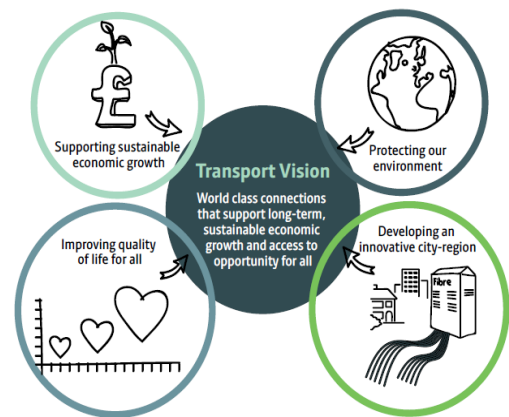 £
Supporting sustainable
economic growth
Protecting our
environment
Transport Vision
World class connections
that support long-term,
sustainable economic
growth and access to
opportunity for all
Improving quality
of life for all
Developing an
innovative city-region
Fibre